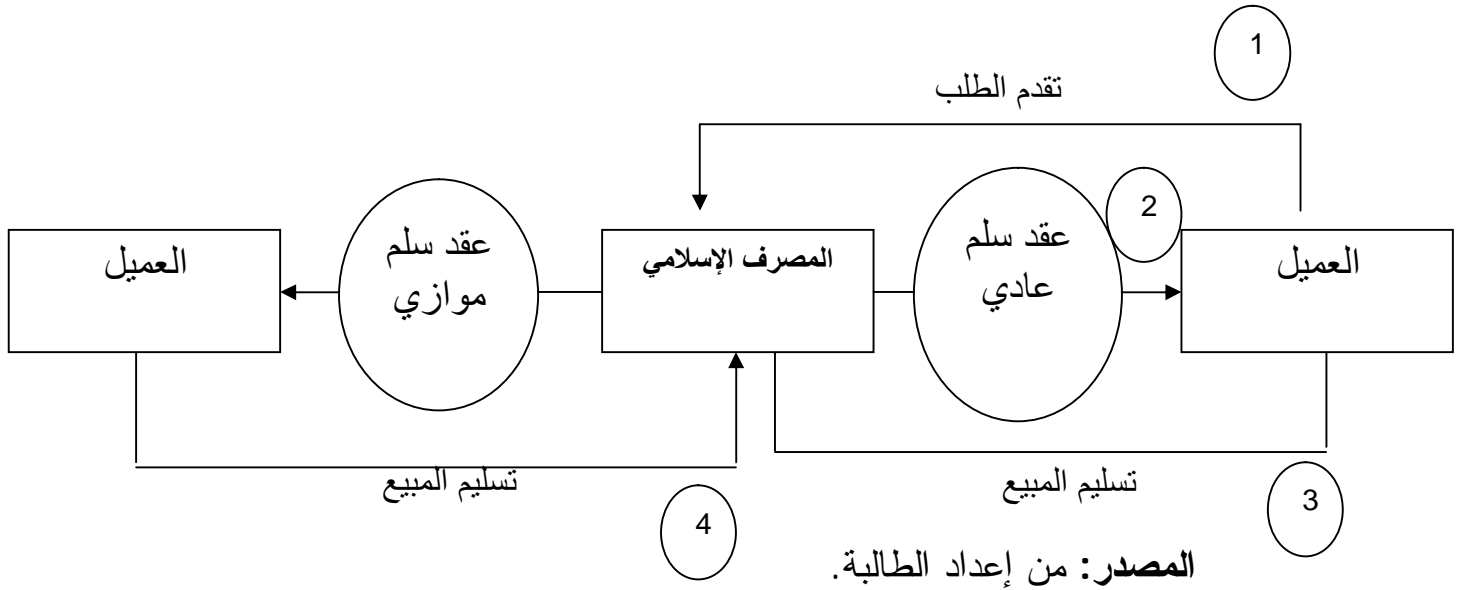 1
تقدم الطلب
2
العميل
عقد سلم
عادي
المصرف الإسلامي
عقد سلم
موازي
العميل
3
تسليم المبيع
4
تسليم المبيع
المصدر: من إعداد الطالبة.